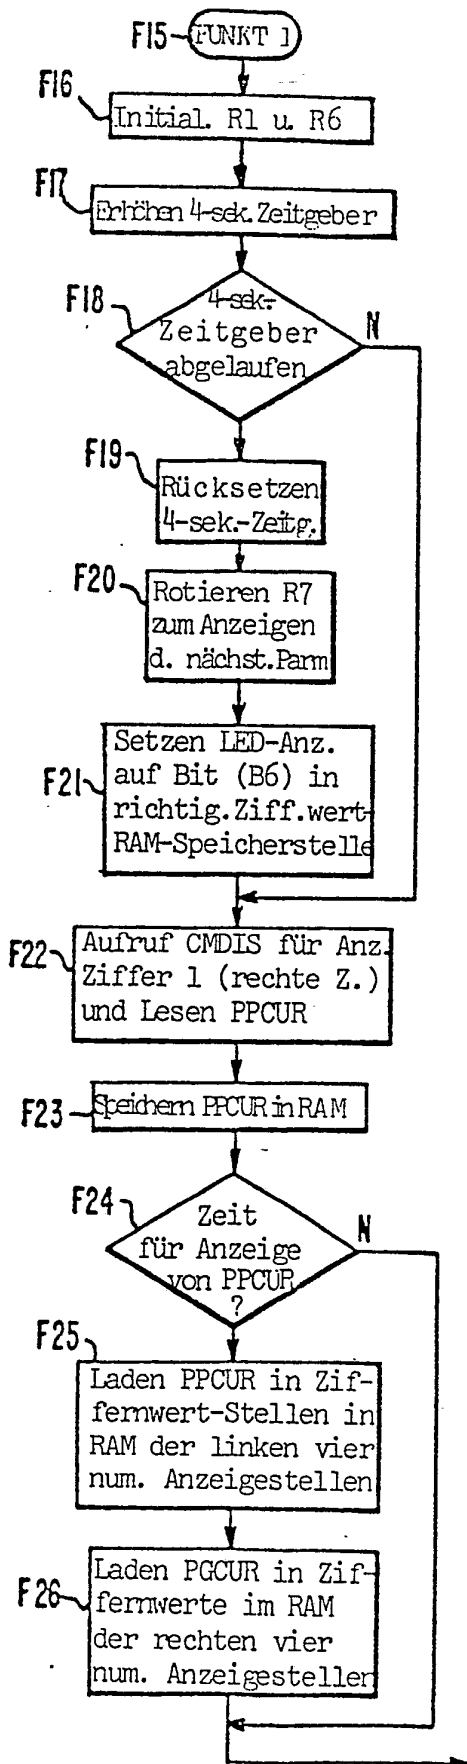 F15
FUNKT 1
F16
Initial. R1 u. R6
F17
Erhöhen 4-sek. Zeitgeber
F18
4-sek.-
Zeitgeber
abgelaufen
N
F19
Rücksetzen
4-sek.-Zeitg.
F20
Rotieren R7
zum Anzeigen
d. nächst.Parm
F21
Setzen LED-Anz.
auf Bit (B6) in
richtig.Ziff.wert-
RAM-Speicherstelle
F22
Aufruf CMDIS für Anz.
Ziffer 1 (rechte Z.)
und Lesen PPCUR
F23
Speichern PPCUR in RAM
F24
Zeit
für Anzeige
von PPCUR
?
N
F25
Laden PPCUR in Zif-
fernwert-Stellen in
RAM der linken vier
num. Anzeigestellen
F26
Laden PGCUR in Zif-
fernwerte im RAM
der rechten vier
num. Anzeigestellen